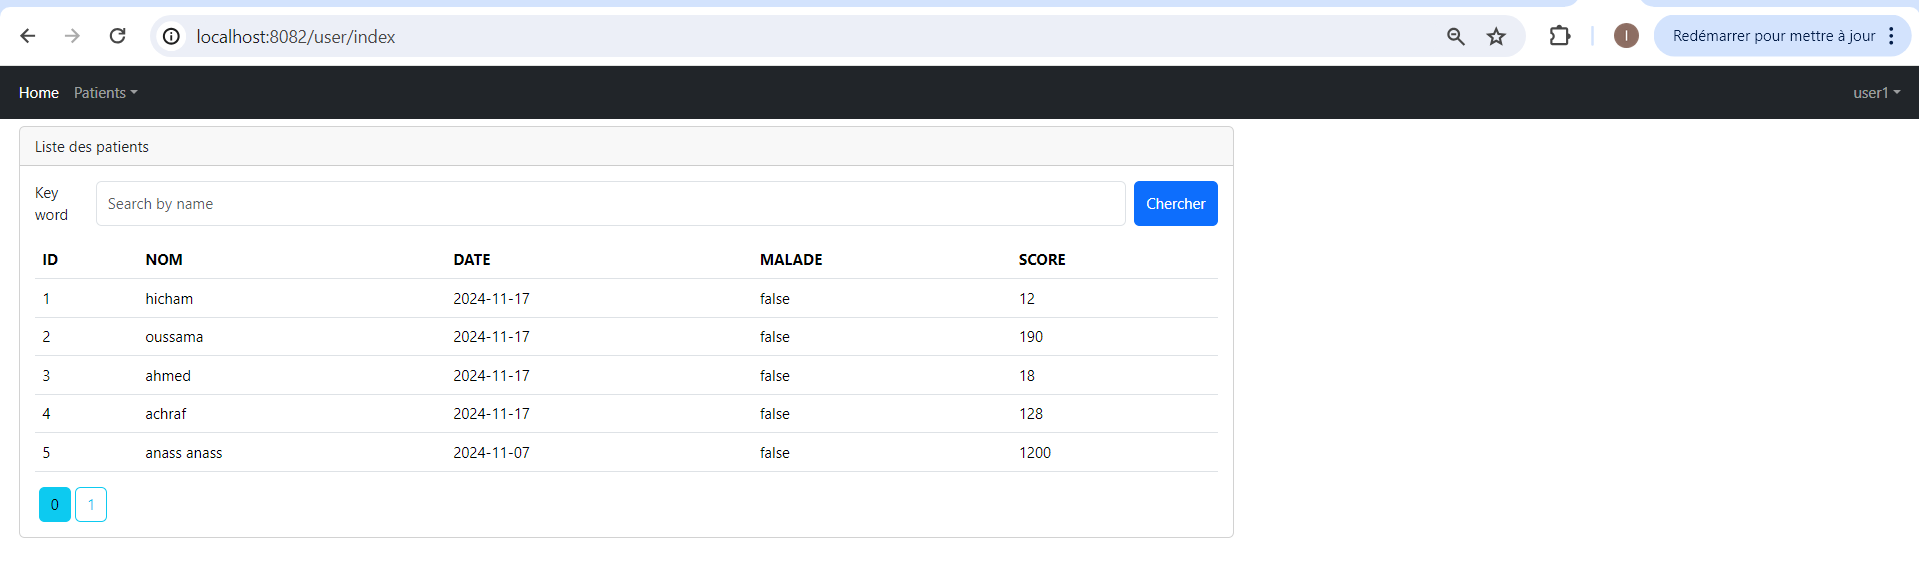 localhost:8082/user/index
I
Redémarrer pour mettre à jour
Home Patients user1
Liste des patients
Key word Search by name Chercher
ID NOM DATE MALADE SCORE
1 hicham 2024-11-17 false 12
2 oussama 2024-11-17 false 190
3 ahmed 2024-11-17 false 18
4 achraf 2024-11-17 false 128
5 anass anass 2024-11-07 false 1200
0 1